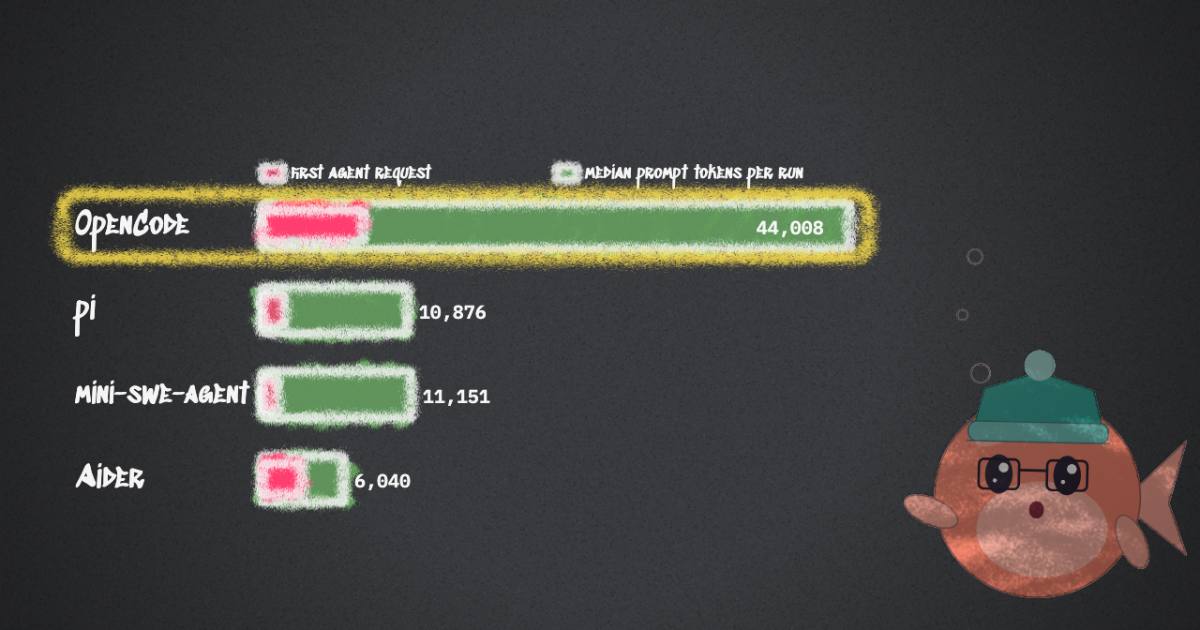 First agent request
Median prompt tokens per run
OpenCode
44,008
pi
10,876
mini-SWE-agent
11,151
Aider
6,040